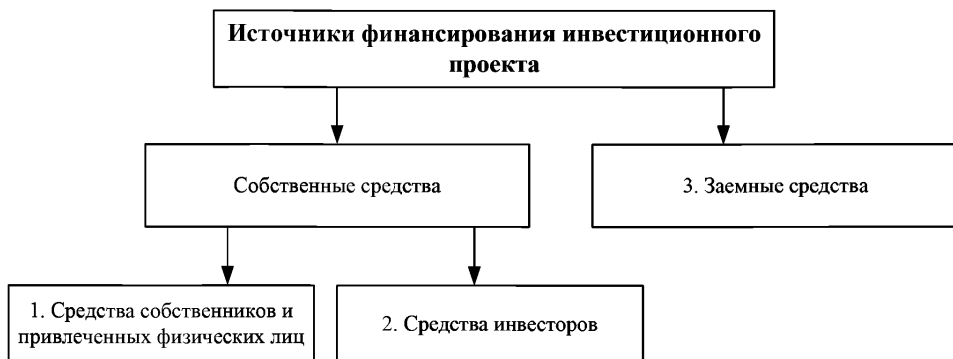 Источники финансирования инвестиционного
проекта
Собственные средства
3. Заемные средства
1. Средства собственников и
привлеченных физических лиц
2. Средства инвесторов